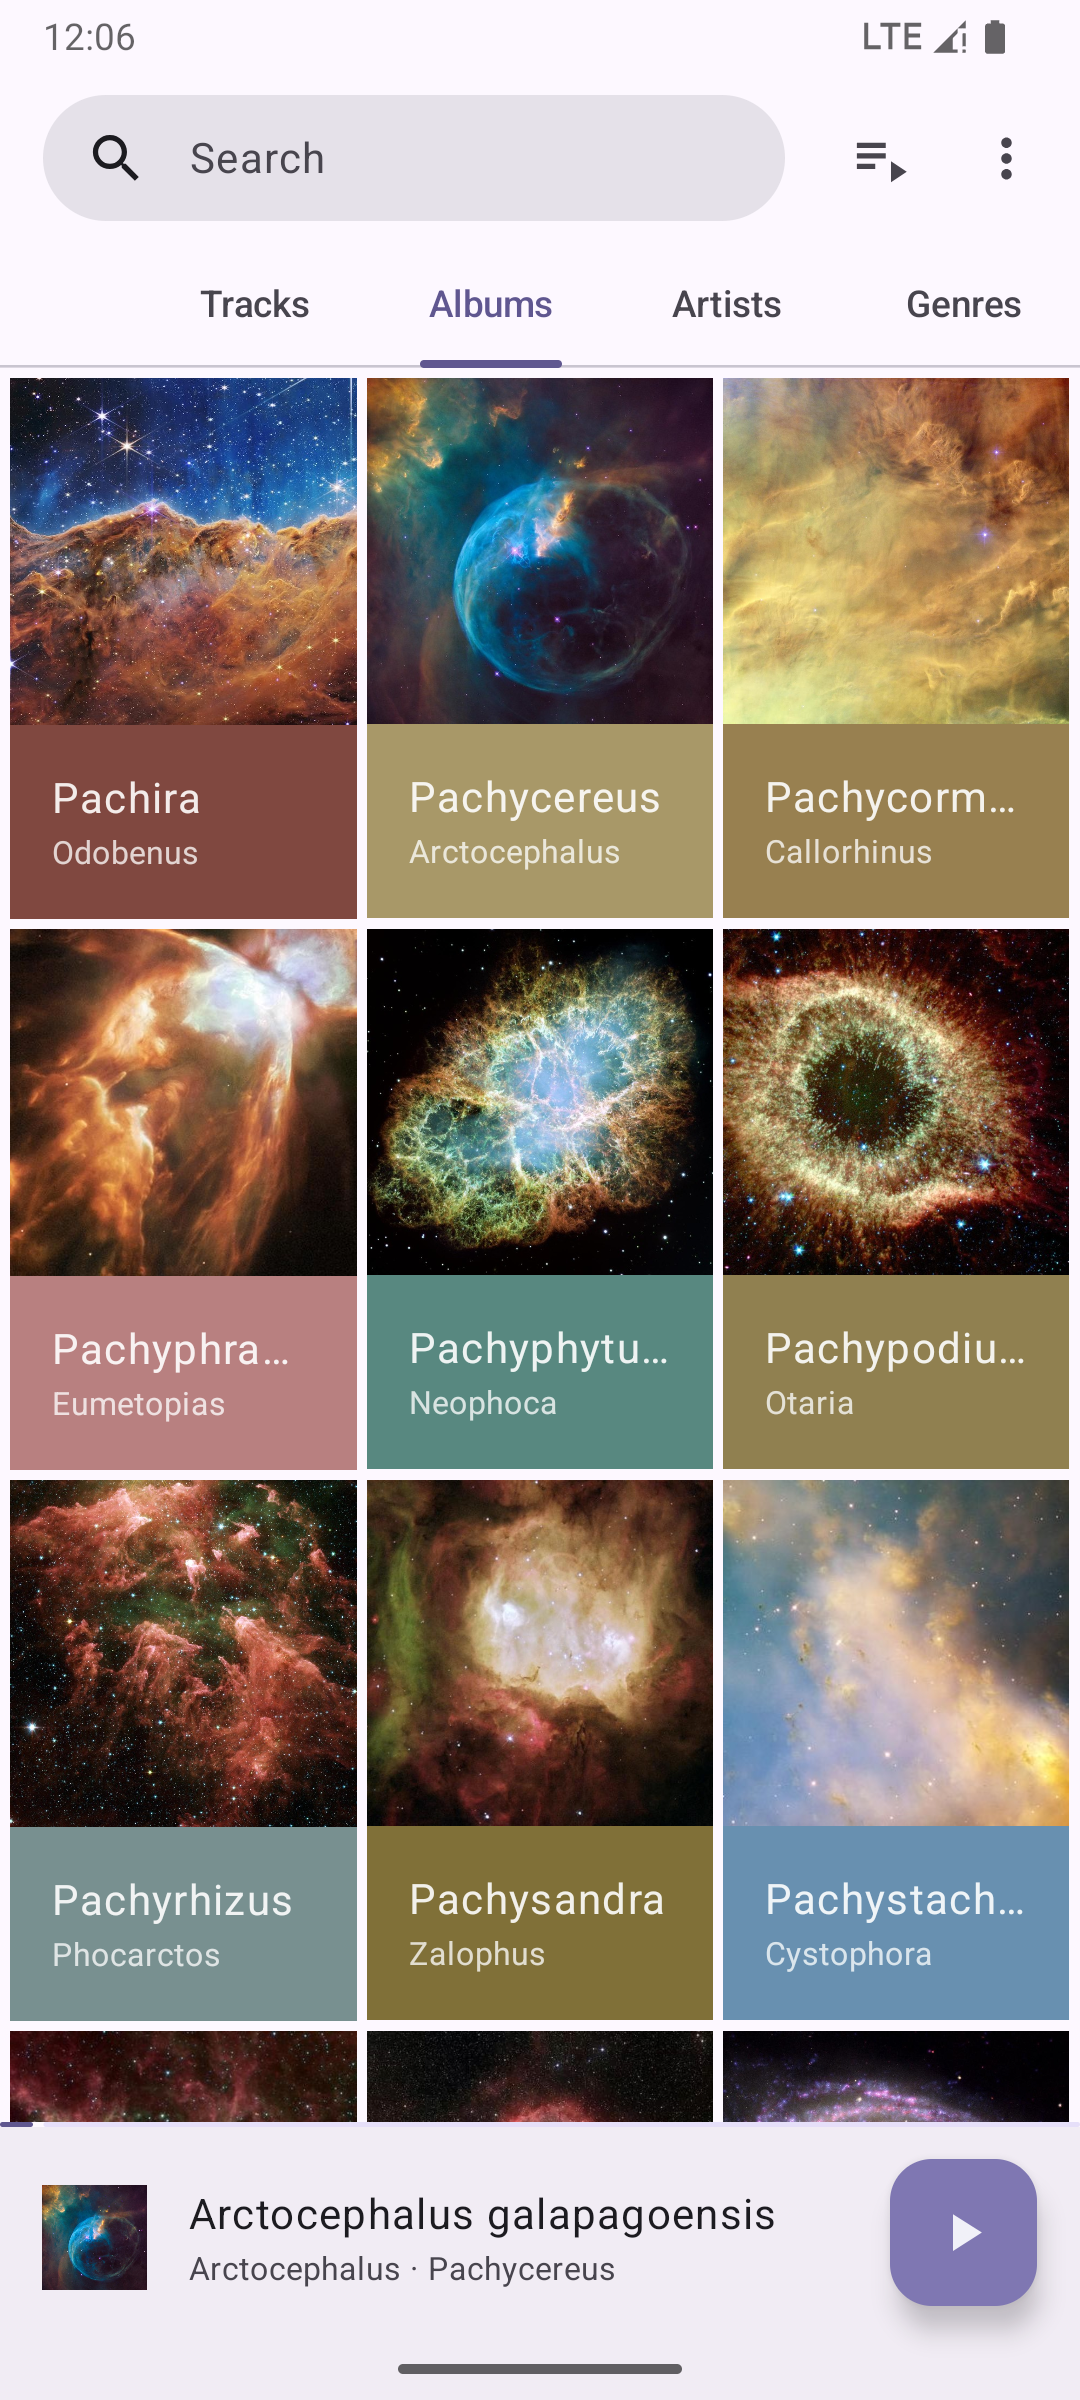 12:06
LTE
Search
Tracks
Albums
Artists
Genres
Pachira
Odobenus
Pachycereus
Arctocephalus
Pachycorm…
Callorhinus
Pachyphra…
Eumetopias
Pachyphytu…
Neophoca
Pachypodiu…
Otaria
Pachyrhizus
Phocarctos
Pachysandra
Zalophus
Pachystach…
Cystophora
Arctocephalus galapagoensis
Arctocephalus · Pachycereus